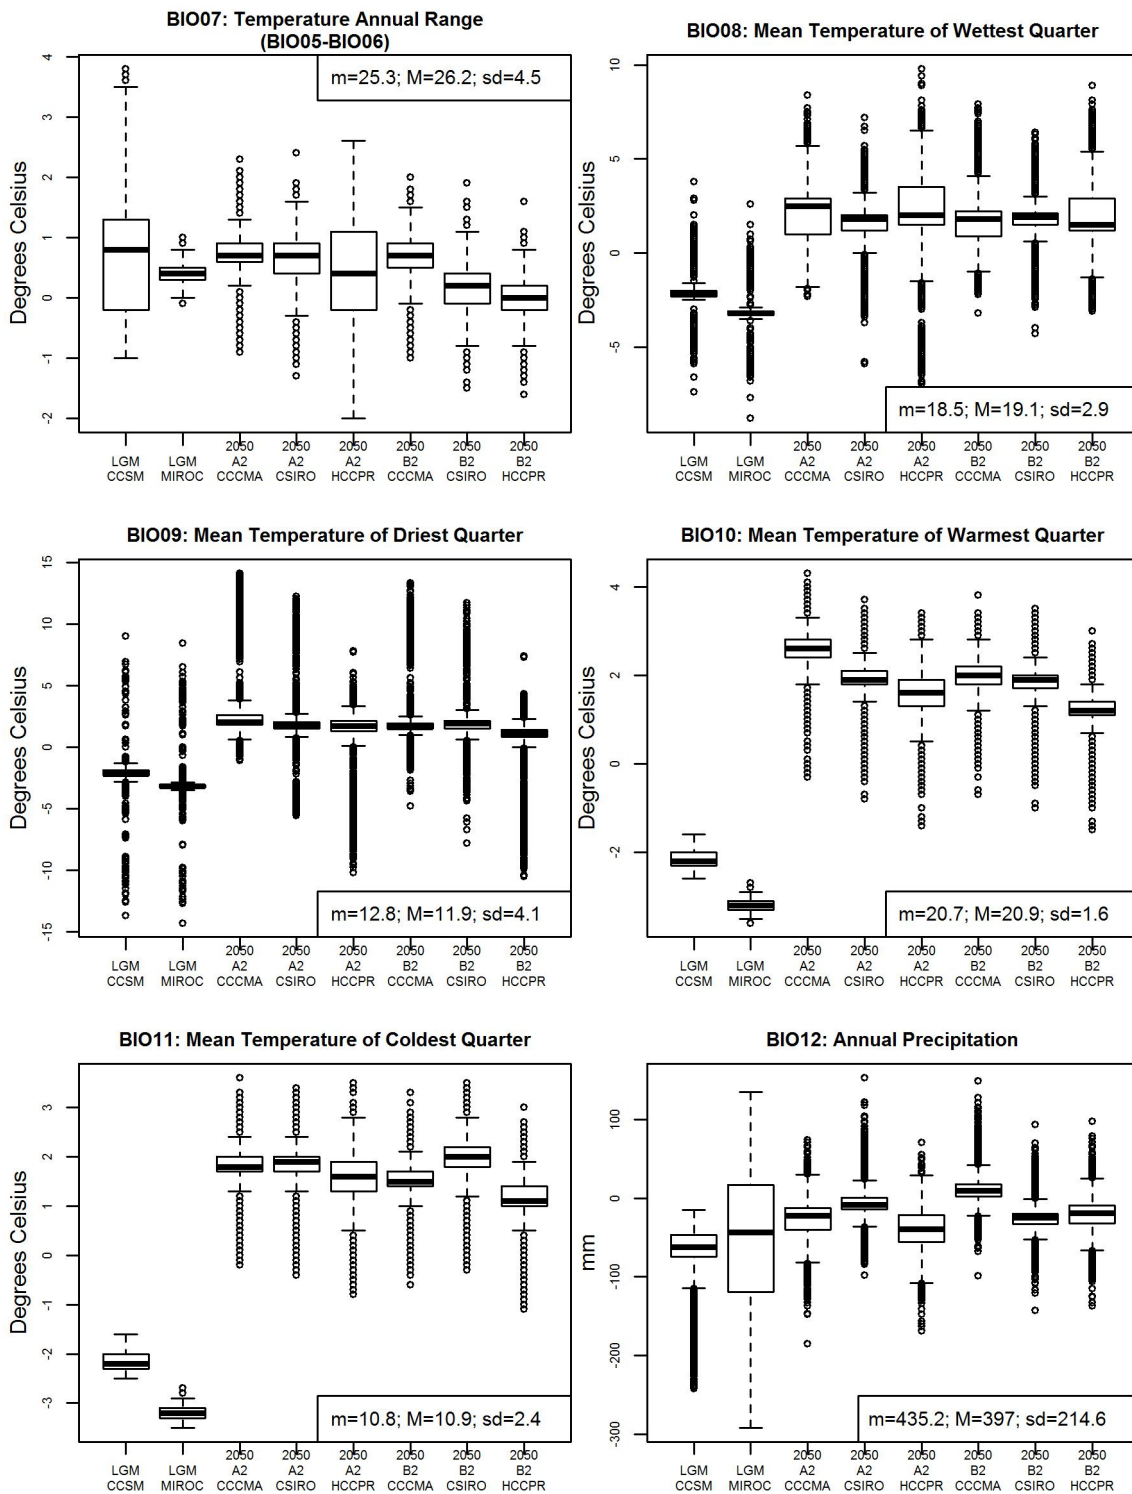 BIO07: Temperature Annual Range
(BIO05-BIO06)
m=25.3; M=26.2; sd=4.5
Degrees Celsius
4
3
2
1
0
-1
-2
LGM CCSM
LGM MIROC
2050 A2 CCCMA
2050 A2 CSIRO
2050 A2 HCCPR
2050 B2 CCCMA
2050 B2 CSIRO
2050 B2 HCCPR
BIO08: Mean Temperature of Wettest Quarter
Degrees Celsius
10
5
0
-5
m=18.5; M=19.1; sd=2.9
LGM CCSM
LGM MIROC
2050 A2 CCCMA
2050 A2 CSIRO
2050 A2 HCCPR
2050 B2 CCCMA
2050 B2 CSIRO
2050 B2 HCCPR
BIO09: Mean Temperature of Driest Quarter
Degrees Celsius
15
10
5
0
-5
-10
-15
m=12.8; M=11.9; sd=4.1
LGM CCSM
LGM MIROC
2050 A2 CCCMA
2050 A2 CSIRO
2050 A2 HCCPR
2050 B2 CCCMA
2050 B2 CSIRO
2050 B2 HCCPR
BIO10: Mean Temperature of Warmest Quarter
Degrees Celsius
4
2
0
-2
m=20.7; M=20.9; sd=1.6
LGM CCSM
LGM MIROC
2050 A2 CCCMA
2050 A2 CSIRO
2050 A2 HCCPR
2050 B2 CCCMA
2050 B2 CSIRO
2050 B2 HCCPR
BIO11: Mean Temperature of Coldest Quarter
Degrees Celsius
3
2
1
0
-1
-2
-3
m=10.8; M=10.9; sd=2.4
LGM CCSM
LGM MIROC
2050 A2 CCCMA
2050 A2 CSIRO
2050 A2 HCCPR
2050 B2 CCCMA
2050 B2 CSIRO
2050 B2 HCCPR
BIO12: Annual Precipitation
mm
100
0
-100
-200
-300
m=435.2; M=397; sd=214.6
LGM CCSM
LGM MIROC
2050 A2 CCCMA
2050 A2 CSIRO
2050 A2 HCCPR
2050 B2 CCCMA
2050 B2 CSIRO
2050 B2 HCCPR